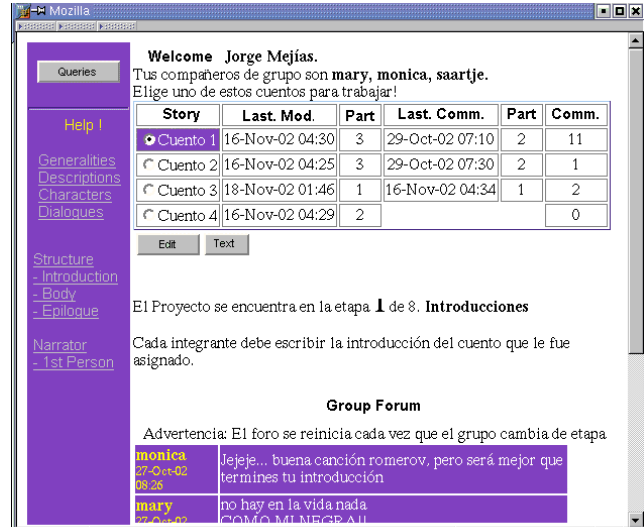 Mozilla
Queries
Help !
Generalities
Descriptions
Characters
Dialogues
Structure
- Introduction
- Body
- Epiloque
Narrator
- 1st Person
Welcome Jorge Mejías.
Tus compañeros de grupo son mary, monica, saartje.
Elige uno de estos cuentos para trabajar!
Story Last. Mod. Part Last. Comm. Part Comm.
Cuento 1 16-Nov-02 04:30 3 29-Oct-02 07:10 2 11
Cuento 2 16-Nov-02 04:25 3 29-Oct-02 07:30 2 1
Cuento 3 18-Nov-02 01:46 1 16-Nov-02 04:34 1 2
Cuento 4 16-Nov-02 04:29 2 0
Edit Text
El Proyecto se encuentra en la etapa 1 de 8. Introducciones
Cada integrante debe escribir la introducción del cuento que le fue
asignado.
Group Forum
Advertencia: El foro se reinicia cada vez que el grupo cambia de etapa
monica
27-Oct-02
08:26
Jejeje... buena canción romerov, pero será mejor que
termines tu introducción
mary
27-Oct-02
no hay en la vida nada
COMO MI NEGRA!!